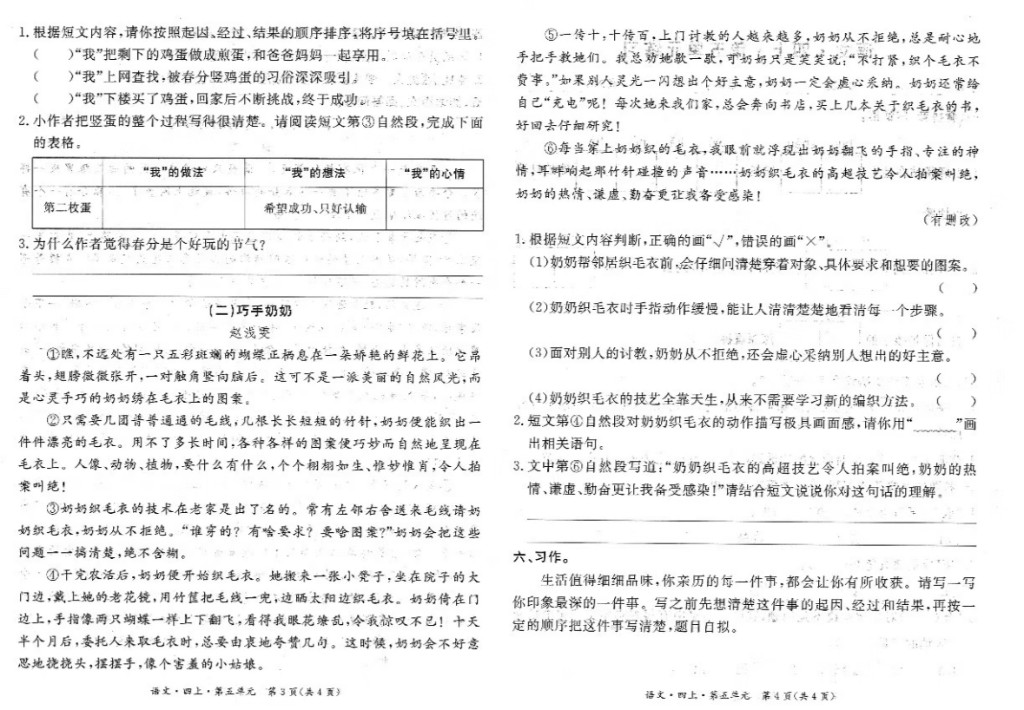 1. 根据短文内容,请你按照起因、经过、结果的顺序排序,将序号填在括号里。
(　　)“我”把剩下的鸡蛋做成煎蛋,和爸爸妈妈一起享用。
(　　)“我”上网查找,被春分竖鸡蛋的习俗深深吸引。
(　　)“我”下楼买了鸡蛋,回家后不断挑战,终于成功。
2. 小作者把竖蛋的整个过程写得很清楚。请阅读短文第③自然段,完成下面
的表格。
“我”的做法 “我”的想法 “我”的心情
第二枚蛋 希望成功、只好认输
3. 为什么作者觉得春分是个好玩的节气?
(二)巧手奶奶
赵浅雯
①瞧,不远处有一只五彩斑斓的蝴蝶正栖息在一朵娇艳的鲜花上。它昂
着头,翅膀微微张开,一对触角竖向脑后。这可不是一派美丽的自然风光,而
是心灵手巧的奶奶绣在毛衣上的图案。
②只需要几团普普通通的毛线,几根长长短短的竹针,奶奶便能织出一
件件漂亮的毛衣。用不了多长时间,各种各样的图案便巧妙而自然地呈现在
毛衣上。人像、动物、植物,要什么有什么,个个栩栩如生、惟妙惟肖,令人拍
案叫绝!
③奶奶织毛衣的技术在老家是出了名的。常有左邻右舍送来毛线请奶
奶织毛衣,奶奶从不拒绝。“谁穿的?有啥要求?要啥图案?”奶奶会把这些
问题一一搞清楚,绝不含糊。
④干完农活后,奶奶便开始织毛衣。她搬来一张小凳子,坐在院子的大
门边,戴上她的老花镜,用竹筐把毛线一兜,边晒太阳边织毛衣。奶奶倚在门
边上,手指像两只蝴蝶一样上下翻飞,看得我眼花缭乱,令我惊叹不已!十天
半个月后,委托人来取毛衣时,总要由衷地夸赞几句。这时候,奶奶会不好意
思地挠挠头,摆摆手,像个害羞的小姑娘。
语文·四上·第五单元　第3页(共4页)
⑤一传十,十传百,上门讨教的人越来越多,奶奶从不拒绝,总是耐心地
手把手教她们。我总劝她歇一歇,可奶奶只是笑笑说:“不打紧,织个毛衣不
费事。”如果别人灵光一闪想出个好主意,奶奶一定会虚心采纳。奶奶还常给
自己“充电”呢!每次她来我们家,总会奔向书店,买上几本关于织毛衣的书,
好回去仔细研究!
⑥每当穿上奶奶织的毛衣,我眼前就浮现出奶奶翻飞的手指、专注的神
情,耳畔响起那竹针碰撞的声音……奶奶织毛衣的高超技艺令人拍案叫绝,
奶奶的热情、谦虚、勤奋更让我备受感染!
(有删改)
1. 根据短文内容判断,正确的画“√”,错误的画“×”。
(1)奶奶帮邻居织毛衣前,会仔细问清楚穿着对象、具体要求和想要的图案。
(　　)
(2)奶奶织毛衣时手指动作缓慢,能让人清清楚楚地看清每一个步骤。
(　　)
(3)面对别人的讨教,奶奶从不拒绝,还会虚心采纳别人想出的好主意。
(　　)
(4)奶奶织毛衣的技艺全靠天生,从来不需要学习新的编织方法。(　　)
2. 短文第④自然段对奶奶织毛衣的动作描写极具画面感,请你用“﹏﹏”画
出相关语句。
3. 文中第⑥自然段写道:“奶奶织毛衣的高超技艺令人拍案叫绝,奶奶的热
情、谦虚、勤奋更让我备受感染!”请结合短文说说你对这句话的理解。
六、习作。
生活值得细细品味,你亲历的每一件事,都会让你有所收获。请写一写
你印象最深的一件事。写之前先想清楚这件事的起因、经过和结果,再按一
定的顺序把这件事写清楚,题目自拟。
语文·四上·第五单元　第4页(共4页)